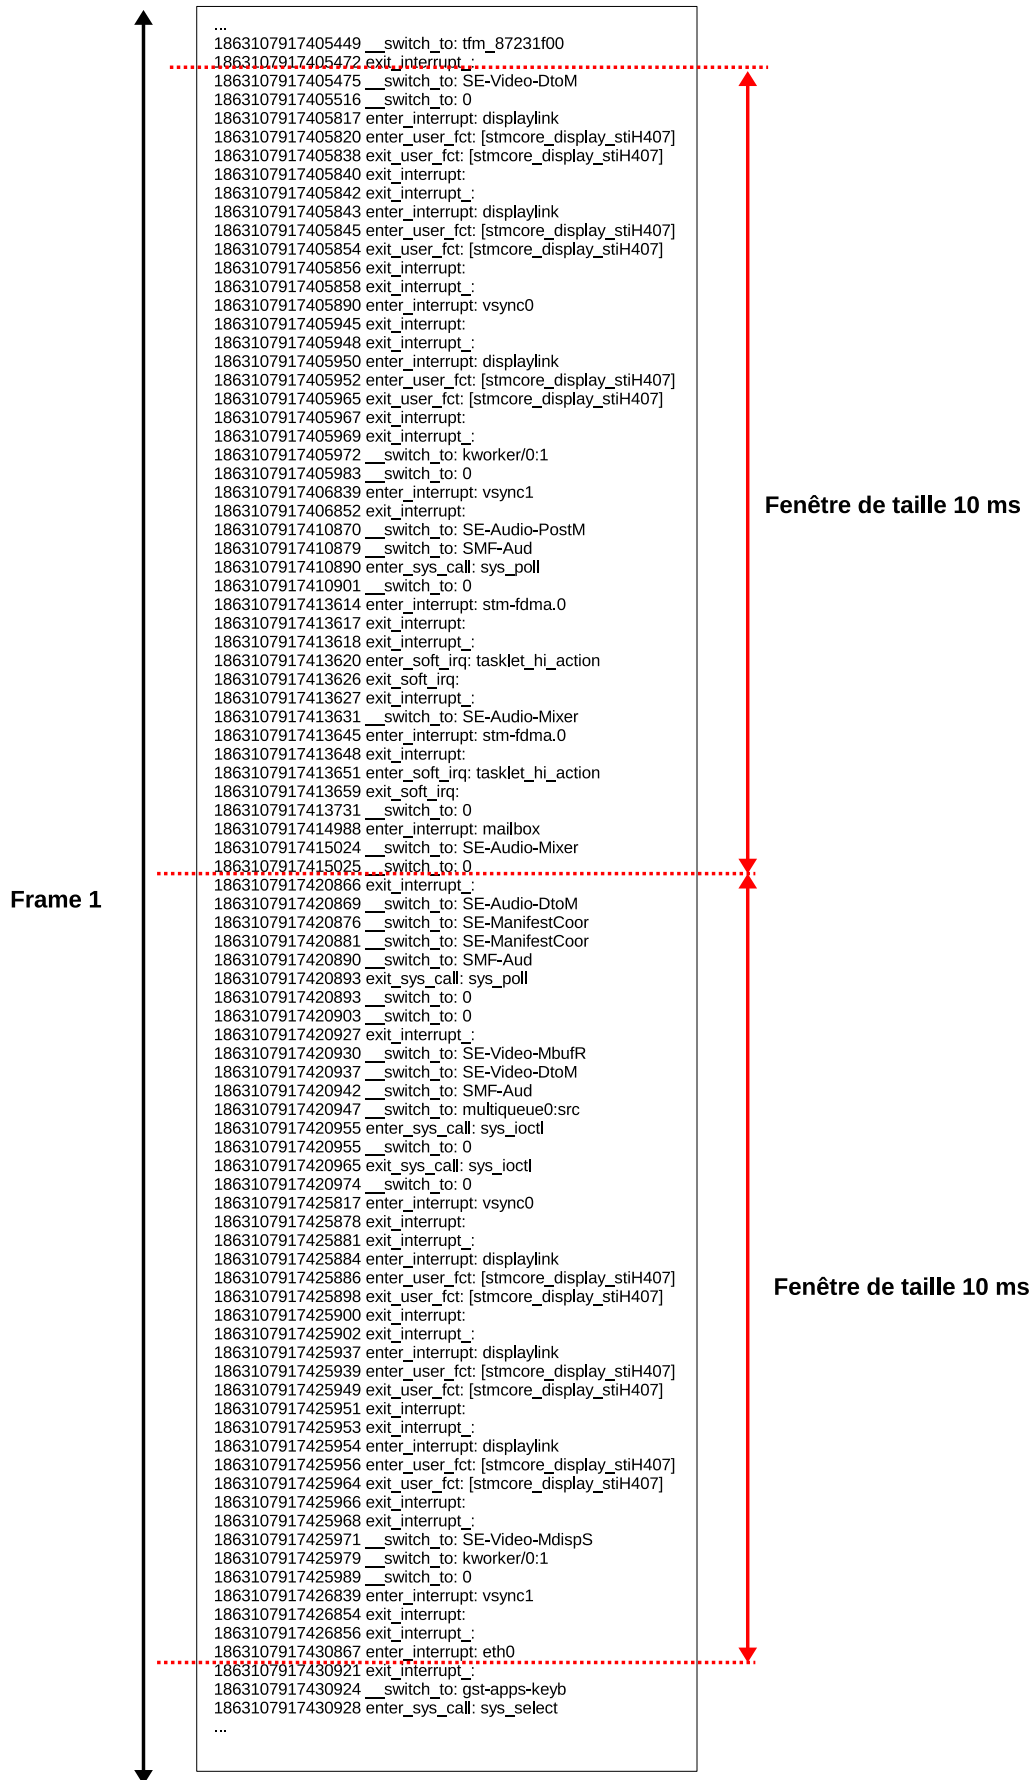 ...
1863107917405449 __switch_to: tfm_87231f00
1863107917405472 exit_interrupt_:
1863107917405475 __switch_to: SE-Video-DtoM
1863107917405516 __switch_to: 0
1863107917405817 enter_interrupt: displaylink
1863107917405820 enter_user_fct: [stmcore_display_stiH407]
1863107917405838 exit_user_fct: [stmcore_display_stiH407]
1863107917405840 exit_interrupt:
1863107917405842 exit_interrupt_:
1863107917405843 enter_interrupt: displaylink
1863107917405845 enter_user_fct: [stmcore_display_stiH407]
1863107917405854 exit_user_fct: [stmcore_display_stiH407]
1863107917405856 exit_interrupt:
1863107917405858 exit_interrupt_:
1863107917405890 enter_interrupt: vsync0
1863107917405945 exit_interrupt:
1863107917405948 exit_interrupt_:
1863107917405950 enter_interrupt: displaylink
1863107917405952 enter_user_fct: [stmcore_display_stiH407]
1863107917405965 exit_user_fct: [stmcore_display_stiH407]
1863107917405967 exit_interrupt:
1863107917405969 exit_interrupt_:
1863107917405972 __switch_to: kworker/0:1
1863107917405983 __switch_to: 0
1863107917406839 enter_interrupt: vsync1
1863107917406852 exit_interrupt:
1863107917410870 __switch_to: SE-Audio-PostM
1863107917410879 __switch_to: SMF-Aud
1863107917410890 enter_sys_call: sys_poll
1863107917410901 __switch_to: 0
1863107917413614 enter_interrupt: stm-fdma.0
1863107917413617 exit_interrupt:
1863107917413618 exit_interrupt_:
1863107917413620 enter_soft_irq: tasklet_hi_action
1863107917413626 exit_soft_irq:
1863107917413627 exit_interrupt_:
1863107917413631 __switch_to: SE-Audio-Mixer
1863107917413645 enter_interrupt: stm-fdma.0
1863107917413648 exit_interrupt:
1863107917413651 enter_soft_irq: tasklet_hi_action
1863107917413659 exit_soft_irq:
1863107917413731 __switch_to: 0
1863107917414988 enter_interrupt: mailbox
1863107917415024 __switch_to: SE-Audio-Mixer
1863107917415025 __switch_to: 0
1863107917420866 exit_interrupt_:
1863107917420869 __switch_to: SE-Audio-DtoM
1863107917420876 __switch_to: SE-ManifestCoor
1863107917420881 __switch_to: SE-ManifestCoor
1863107917420890 __switch_to: SMF-Aud
1863107917420893 exit_sys_call: sys_poll
1863107917420893 __switch_to: 0
1863107917420903 __switch_to: 0
1863107917420927 exit_interrupt_:
1863107917420930 __switch_to: SE-Video-MbufR
1863107917420937 __switch_to: SE-Video-DtoM
1863107917420942 __switch_to: SMF-Aud
1863107917420947 __switch_to: multiqueue0:src
1863107917420955 enter_sys_call: sys_ioctl
1863107917420955 __switch_to: 0
1863107917420965 exit_sys_call: sys_ioctl
1863107917420974 __switch_to: 0
1863107917425817 enter_interrupt: vsync0
1863107917425878 exit_interrupt:
1863107917425881 exit_interrupt_:
1863107917425884 enter_interrupt: displaylink
1863107917425886 enter_user_fct: [stmcore_display_stiH407]
1863107917425898 exit_user_fct: [stmcore_display_stiH407]
1863107917425900 exit_interrupt:
1863107917425902 exit_interrupt_:
1863107917425937 enter_interrupt: displaylink
1863107917425939 enter_user_fct: [stmcore_display_stiH407]
1863107917425949 exit_user_fct: [stmcore_display_stiH407]
1863107917425951 exit_interrupt:
1863107917425953 exit_interrupt_:
1863107917425954 enter_interrupt: displaylink
1863107917425956 enter_user_fct: [stmcore_display_stiH407]
1863107917425964 exit_user_fct: [stmcore_display_stiH407]
1863107917425966 exit_interrupt:
1863107917425968 exit_interrupt_:
1863107917425971 __switch_to: SE-Video-MdispS
1863107917425979 __switch_to: kworker/0:1
1863107917425989 __switch_to: 0
1863107917426839 enter_interrupt: vsync1
1863107917426854 exit_interrupt:
1863107917426856 exit_interrupt_:
1863107917430867 enter_interrupt: eth0
1863107917430921 exit_interrupt_:
1863107917430924 __switch_to: gst-apps-keyb
1863107917430928 enter_sys_call: sys_select
...
Frame 1
Fenêtre de taille 10 ms
Fenêtre de taille 10 ms